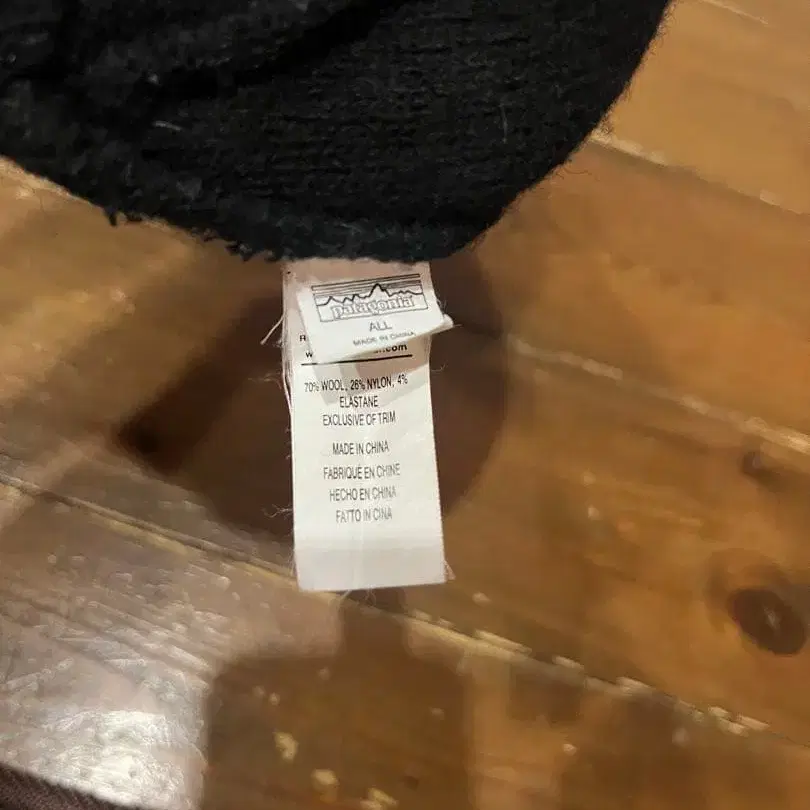 patagonia
ALL
MADE IN CHINA
R
w .com
70% WOOL, 26% NYLON, 4%
ELASTANE
EXCLUSIVE OF TRIM
MADE IN CHINA
FABRIQUÉ EN CHINE
HECHO EN CHINA
FATTO IN CINA